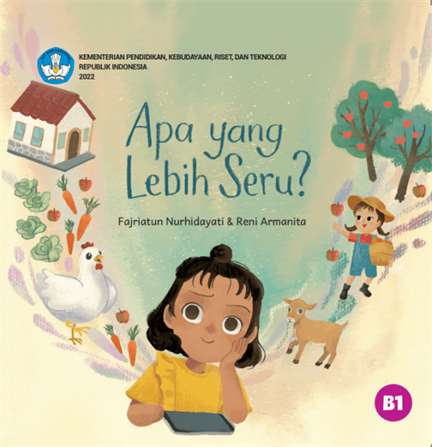 KEMENTERIAN PENDIDIKAN, KEBUDAYAAN, RISET, DAN TEKNOLOGI
REPUBLIK INDONESIA
2022
Apa yang
Lebih Seru?
Fajriatun Nurhidayati & Reni Armanita
B1